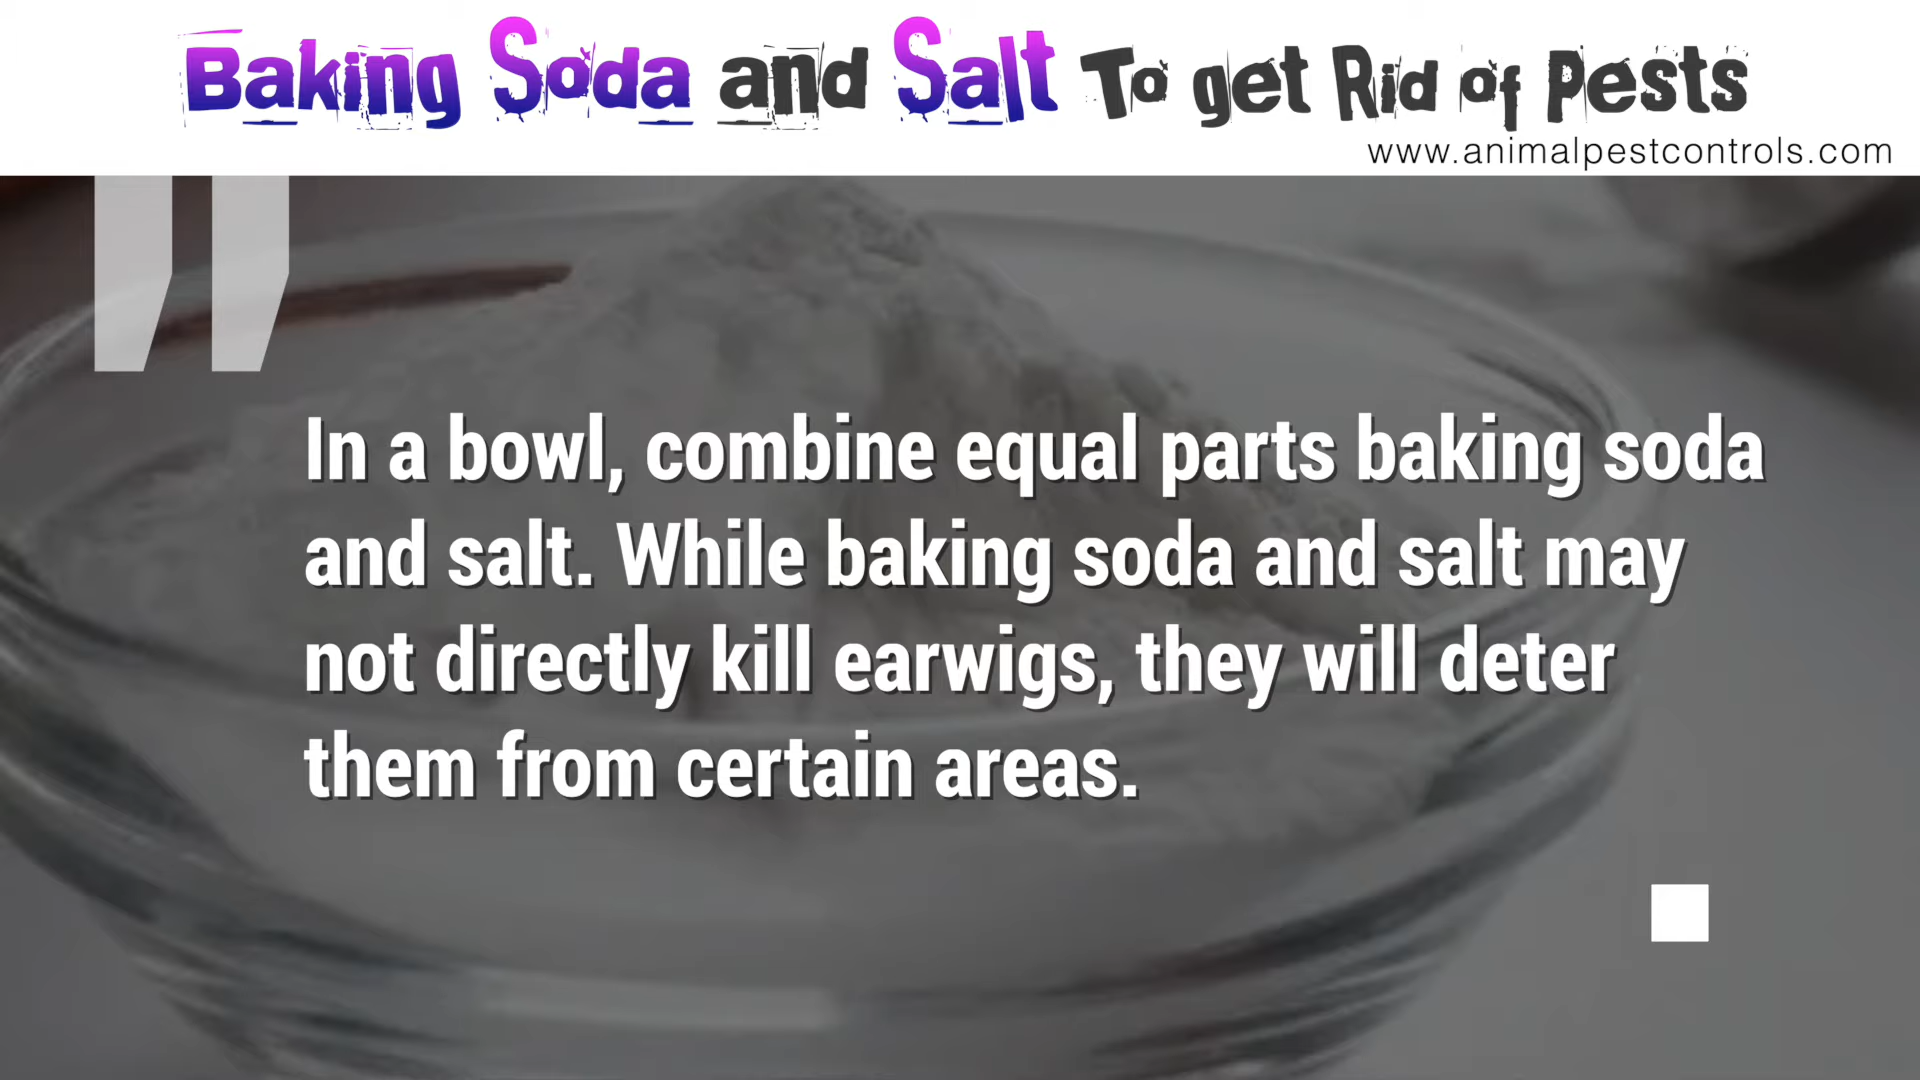 Baking Soda and Salt To get Rid of Pests
www.animalpestcontrols.com
In a bowl, combine equal parts baking soda
and salt. While baking soda and salt may
not directly kill earwigs, they will deter
them from certain areas.